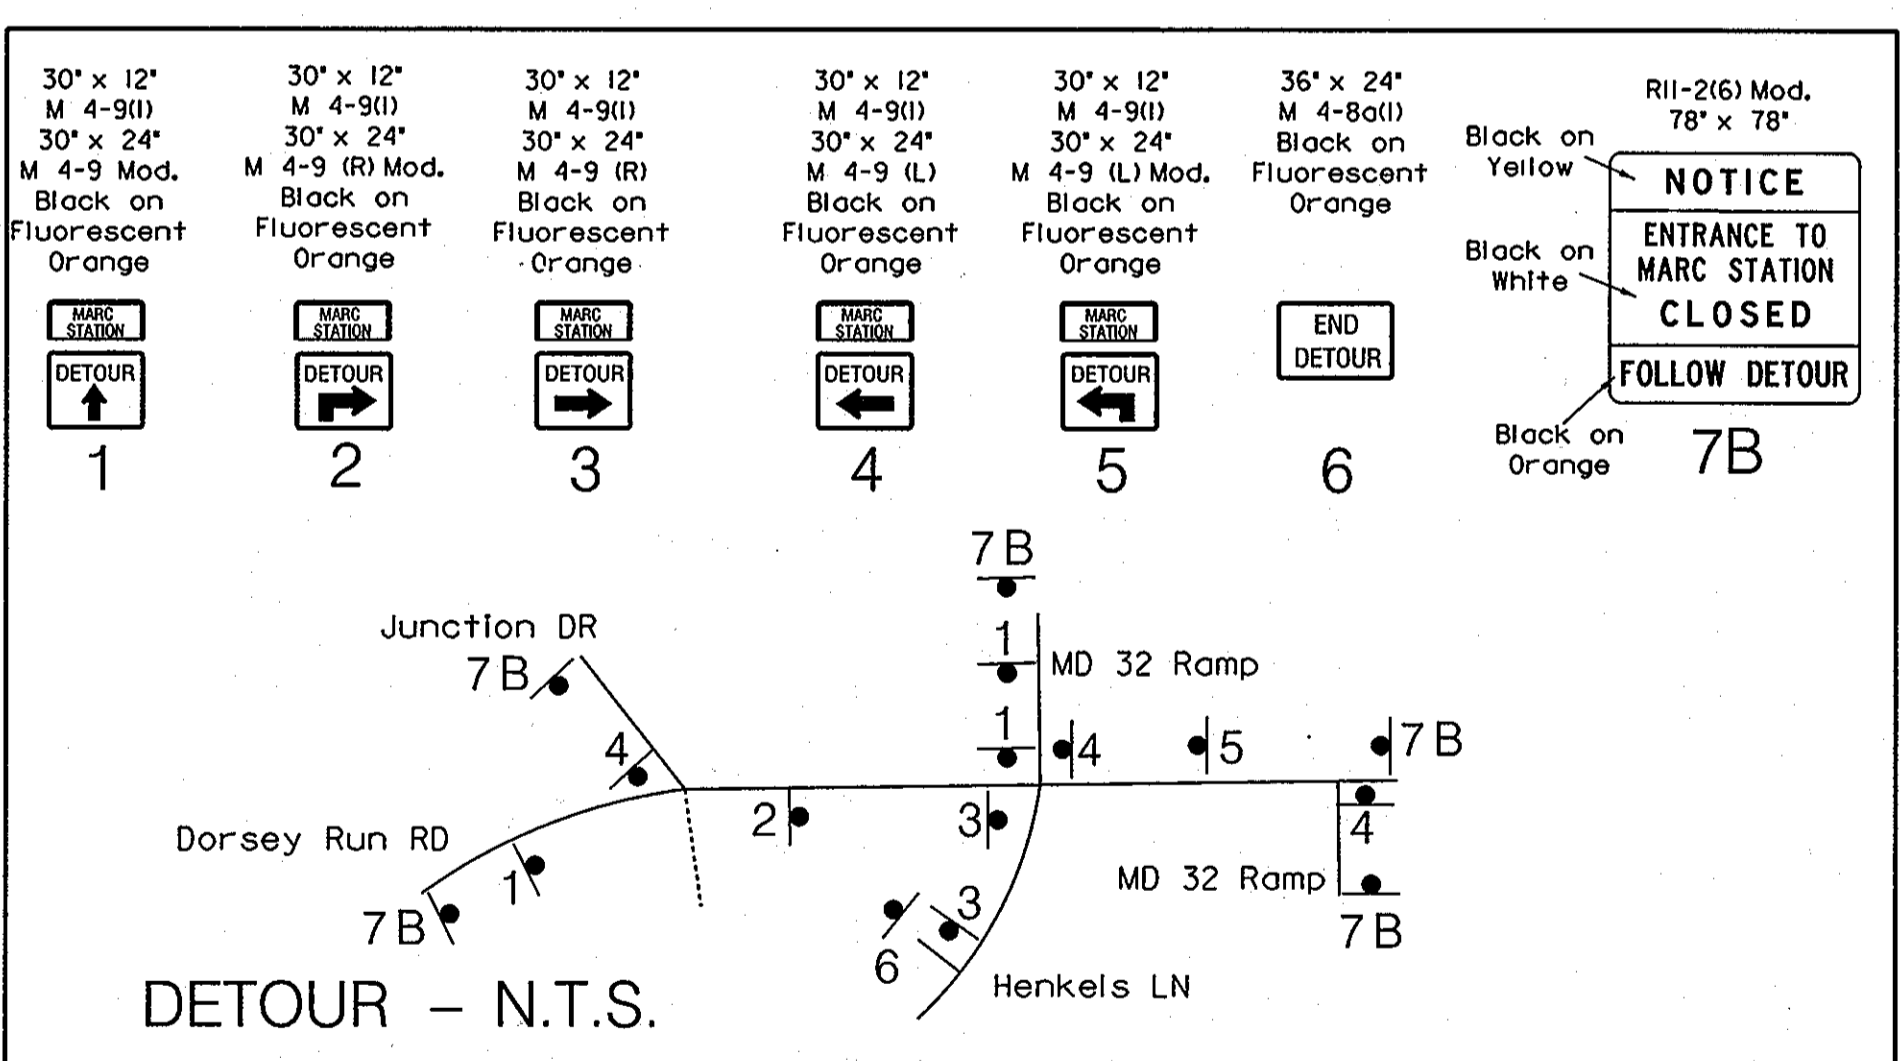 30" x 12"
M 4-9(1)
30" x 24"
M 4-9 Mod.
Black on
Fluorescent
Orange
MARC
STATION
DETOUR
1
30" x 12"
M 4-9(1)
30" x 24"
M 4-9 (R) Mod.
Black on
Fluorescent
Orange
MARC
STATION
DETOUR
2
30" x 12"
M 4-9(1)
30" x 24"
M 4-9 (R)
Black on
Fluorescent
Orange
MARC
STATION
DETOUR
3
30" x 12"
M 4-9(1)
30" x 24"
M 4-9 (L)
Black on
Fluorescent
Orange
MARC
STATION
DETOUR
4
30" x 12"
M 4-9(1)
30" x 24"
M 4-9 (L) Mod.
Black on
Fluorescent
Orange
MARC
STATION
DETOUR
5
36" x 24"
M 4-8a(1)
Black on
Fluorescent
Orange
END
DETOUR
6
R11-2(6) Mod.
78" x 78"
Black on
Yellow
NOTICE
Black on
White
ENTRANCE TO
MARC STATION
CLOSED
FOLLOW DETOUR
Black on
Orange
7B
7B
Junction DR
7B
1
MD 32 Ramp
1
4
4
5
7B
Dorsey Run RD
2
3
4
1
MD 32 Ramp
7B
3
6
7B
Henkels LN
DETOUR - N.T.S.